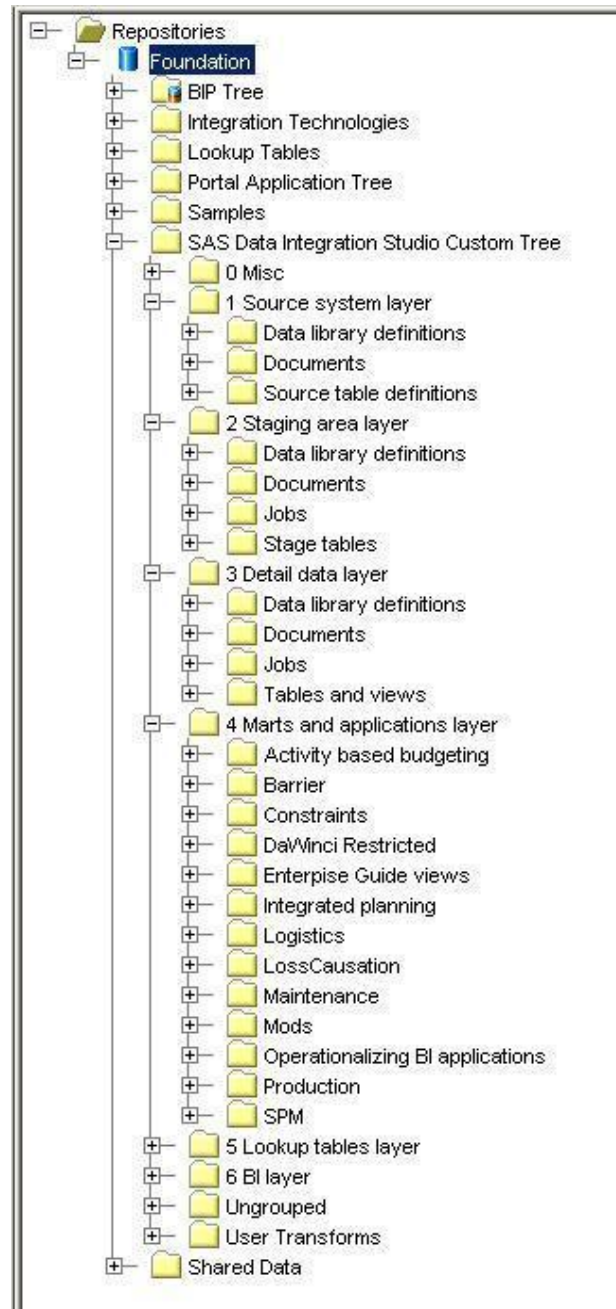 Repositories
Foundation
BIP Tree
Integration Technologies
Lookup Tables
Portal Application Tree
Samples
SAS Data Integration Studio Custom Tree
0 Misc
1 Source system layer
Data library definitions
Documents
Source table definitions
2 Staging area layer
Data library definitions
Documents
Jobs
Stage tables
3 Detail data layer
Data library definitions
Documents
Jobs
Tables and views
4 Marts and applications layer
Activity based budgeting
Barrier
Constraints
DaWinci Restricted
Enterpise Guide views
Integrated planning
Logistics
LossCausation
Maintenance
Mods
Operationalizing BI applications
Production
SPM
5 Lookup tables layer
6 BI layer
Ungrouped
User Transforms
Shared Data